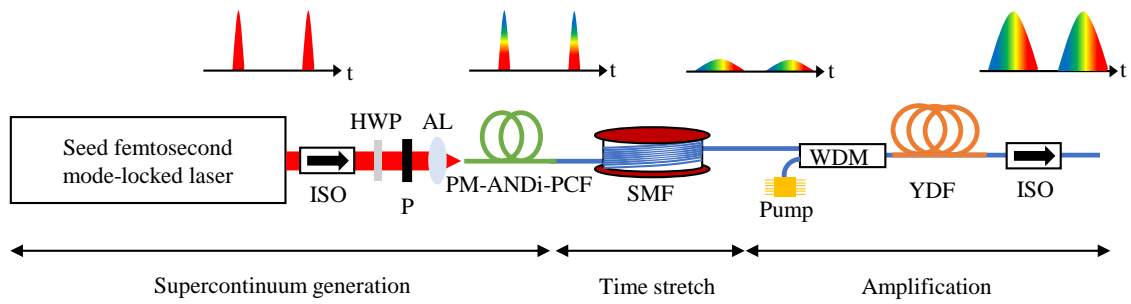 t
t
t
t
Seed femtosecond
mode-locked laser
ISO
HWP
P
AL
PM-ANDi-PCF
SMF
WDM
Pump
YDF
ISO
Supercontinuum generation
Time stretch
Amplification